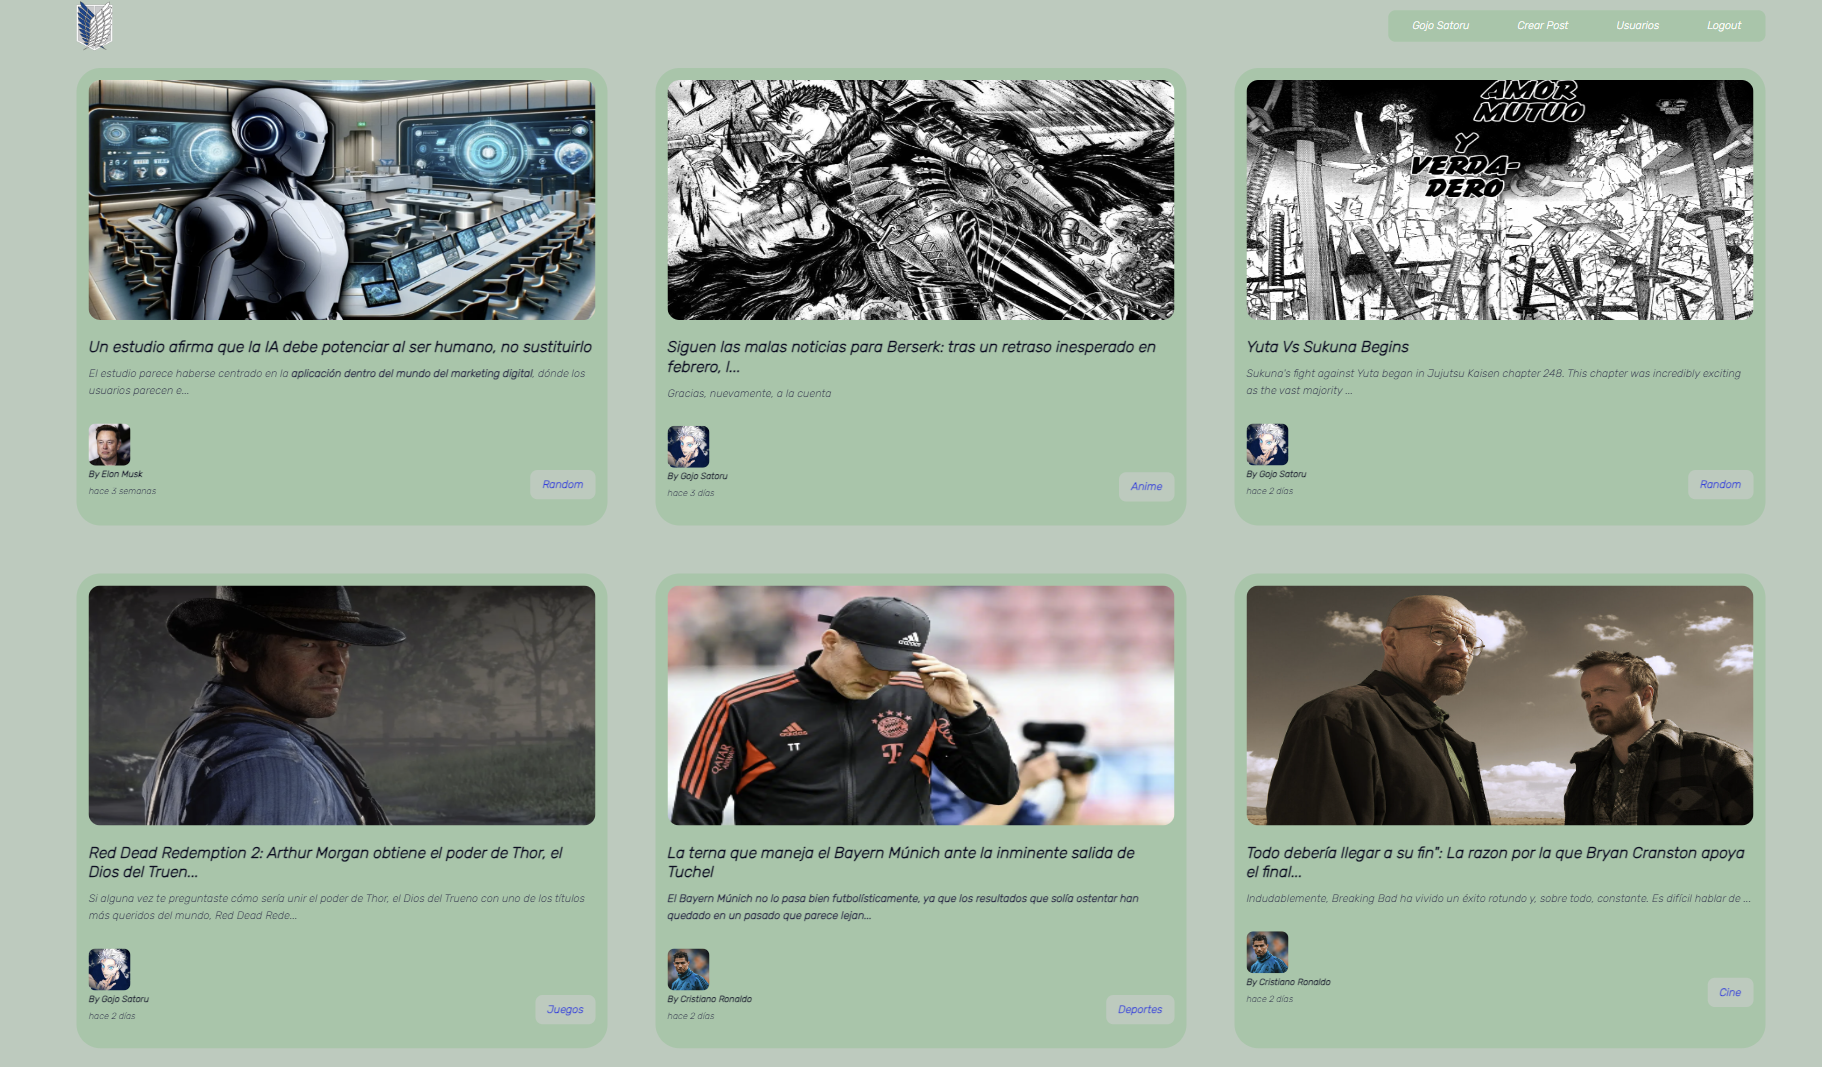 Gojo Satoru
Crear Post
Usuarios
Logout
AMOR
MUTUO
Y
VERDA-
DERO
Un estudio afirma que la IA debe potenciar al ser humano, no sustituirlo
El estudio parece haberse centrado en la aplicación dentro del mundo del marketing digital, dónde los
usuarios parecen e...
By Elon Musk
hace 3 semanas
Random
Siguen las malas noticias para Berserk: tras un retraso inesperado en
febrero, l...
Gracias, nuevamente, a la cuenta
By Gojo Satoru
hace 3 días
Anime
Yuta Vs Sukuna Begins
Sukuna's fight against Yuta began in Jujutsu Kaisen chapter 248. This chapter was incredibly exciting
as the vast majority ...
By Gojo Satoru
hace 2 días
Random
adidas
adidas
TT
T
QATAR
Red Dead Redemption 2: Arthur Morgan obtiene el poder de Thor, el
Dios del Truen...
Si alguna vez te preguntaste cómo sería unir el poder de Thor, el Dios del Trueno con uno de los títulos
más queridos del mundo, Red Dead Rede...
By Gojo Satoru
hace 2 días
Juegos
La terna que maneja el Bayern Múnich ante la inminente salida de
Tuchel
El Bayern Múnich no lo pasa bien futbolísticamente, ya que los resultados que solía ostentar han
quedado en un pasado que parece lejan...
By Cristiano Ronaldo
hace 2 días
Deportes
Todo debería llegar a su fin": La razon por la que Bryan Cranston apoya
el final...
Indudablemente, Breaking Bad ha vivido un éxito rotundo y, sobre todo, constante. Es difícil hablar de ...
By Cristiano Ronaldo
hace 2 días
Cine